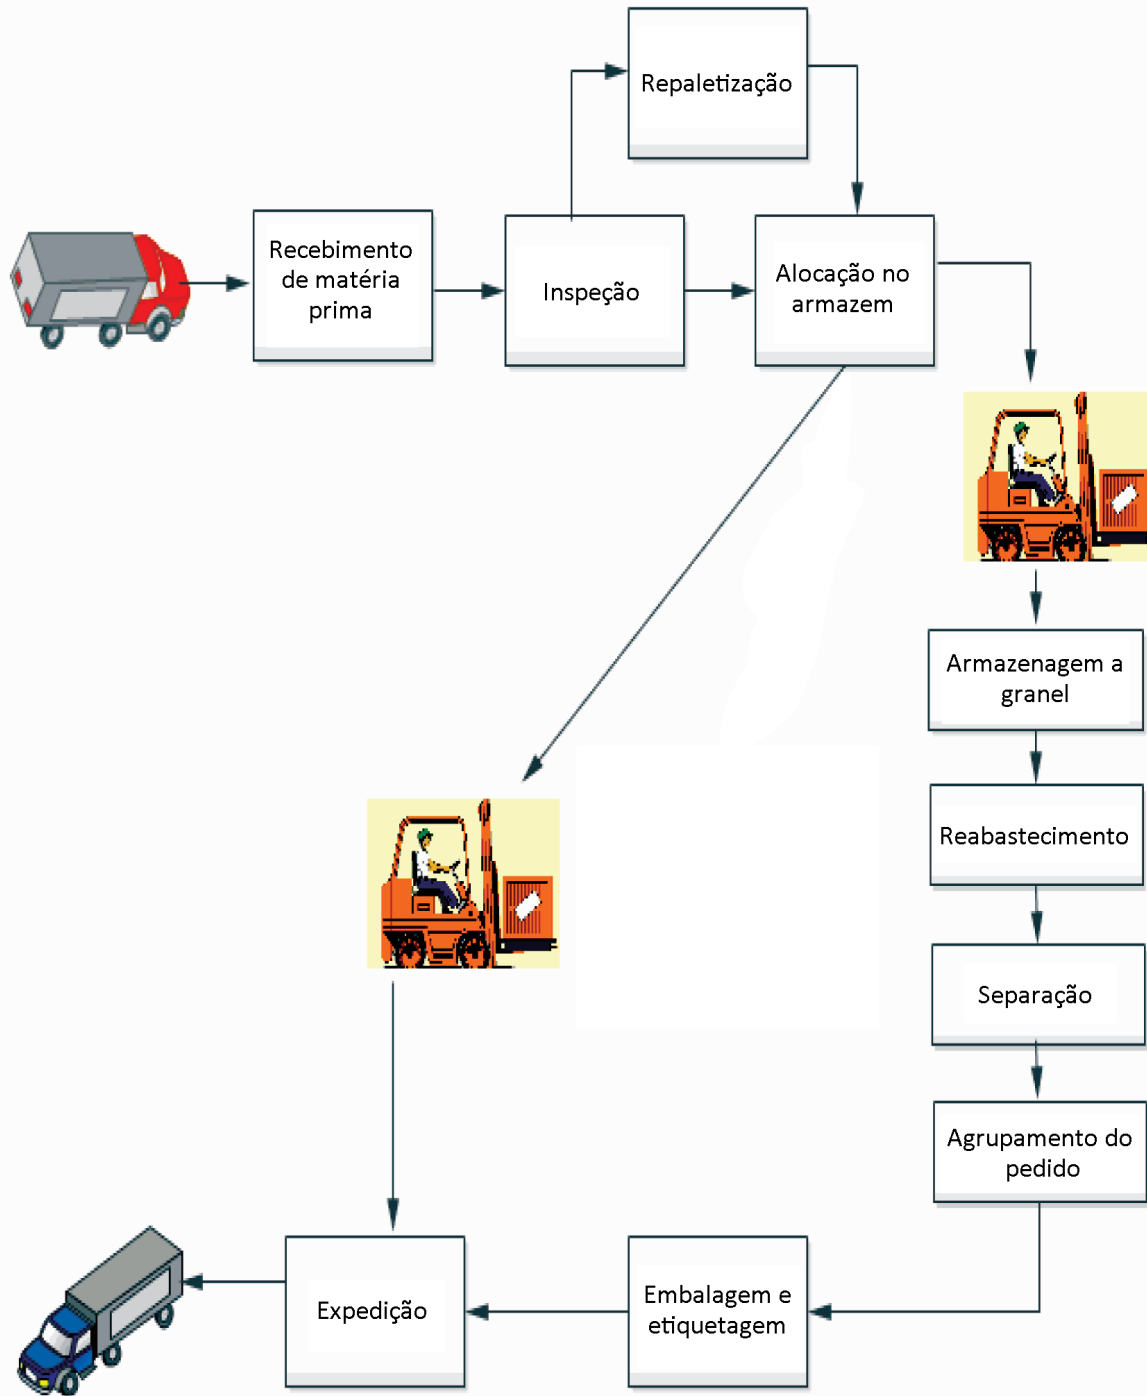 Repaletização
Recebimento
de matéria
prima
Inspeção
Alocação no
armazem
Armazenagem a
granel
Reabastecimento
Separação
Agrupamento do
pedido
Embalagem e
etiquetagem
Expedição